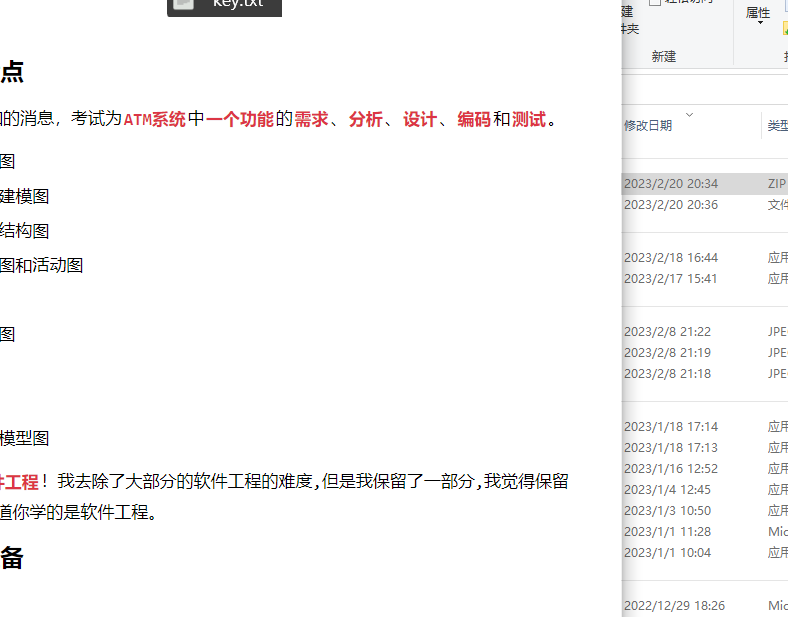 key.txt
点
的消息，考试为ATM系统中一个功能的需求、分析、设计、编码和测试。
图
建模图
结构图
图和活动图
图
模型图
件工程！我去除了大部分的软件工程的难度,但是我保留了一部分,我觉得保留
道你学的是软件工程。
备
建
件夹
轻松访问
新建
属性
修改日期
类型
2023/2/20 20:34 ZIP
2023/2/20 20:36 文件
2023/2/18 16:44 应用
2023/2/17 15:41 应用
2023/2/8 21:22 JPE
2023/2/8 21:19 JPE
2023/2/8 21:18 JPE
2023/1/18 17:14 应用
2023/1/18 17:13 应用
2023/1/16 12:52 应用
2023/1/4 12:45 应用
2023/1/3 10:50 应用
2023/1/1 11:28 Mic
2023/1/1 10:04 应用
2022/12/29 18:26 Mic